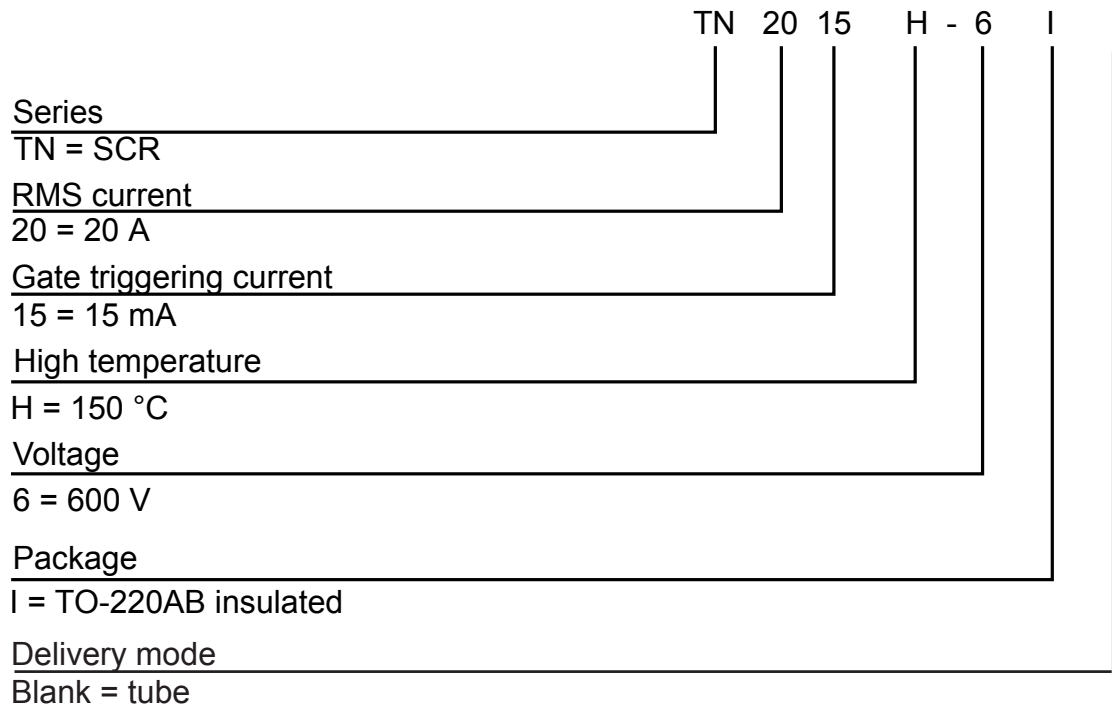 TN 20 15 H - 6 I
Series
TN = SCR
RMS current
20 = 20 A
Gate triggering current
15 = 15 mA
High temperature
H = 150 °C
Voltage
6 = 600 V
Package
I = TO-220AB insulated
Delivery mode
Blank = tube